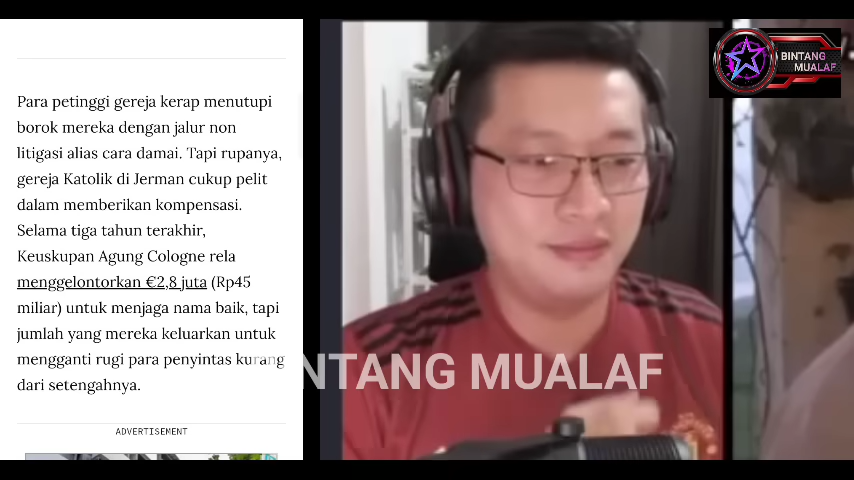 Para petinggi gereja kerap menutupi
borok mereka dengan jalur non
litigasi alias cara damai. Tapi rupanya,
gereja Katolik di Jerman cukup pelit
dalam memberikan kompensasi.
Selama tiga tahun terakhir,
Keuskupan Agung Cologne rela
menggelontorkan €2,8 juta (Rp45
miliar) untuk menjaga nama baik, tapi
jumlah yang mereka keluarkan untuk
mengganti rugi para penyintas kurang
dari setengahnya.
ADVERTISEMENT
BINTANG
MUALAF
NTANG MUALAF